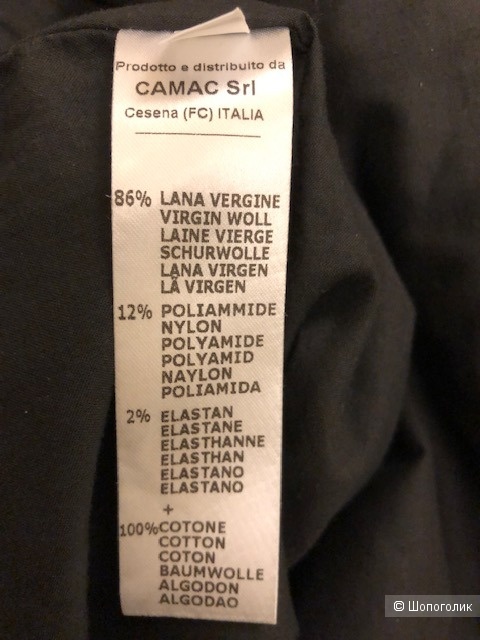 Prodotto e distribuito da
CAMAC Srl
Cesena (FC) ITALIA
86% LANA VERGINE
VIRGIN WOLL
LAINE VIERGE
SCHURWOLLE
LANA VIRGEN
LÃ VIRGEN
12% POLIAMMIDE
NYLON
POLYAMIDE
POLYAMID
NAYLON
POLIAMIDA
2% ELASTAN
ELASTANE
ELASTHANNE
ELASTHAN
ELASTANO
ELASTANO
+
100% COTONE
COTTON
COTON
BAUMWOLLE
ALGODON
ALGODAO
© Шопоголик